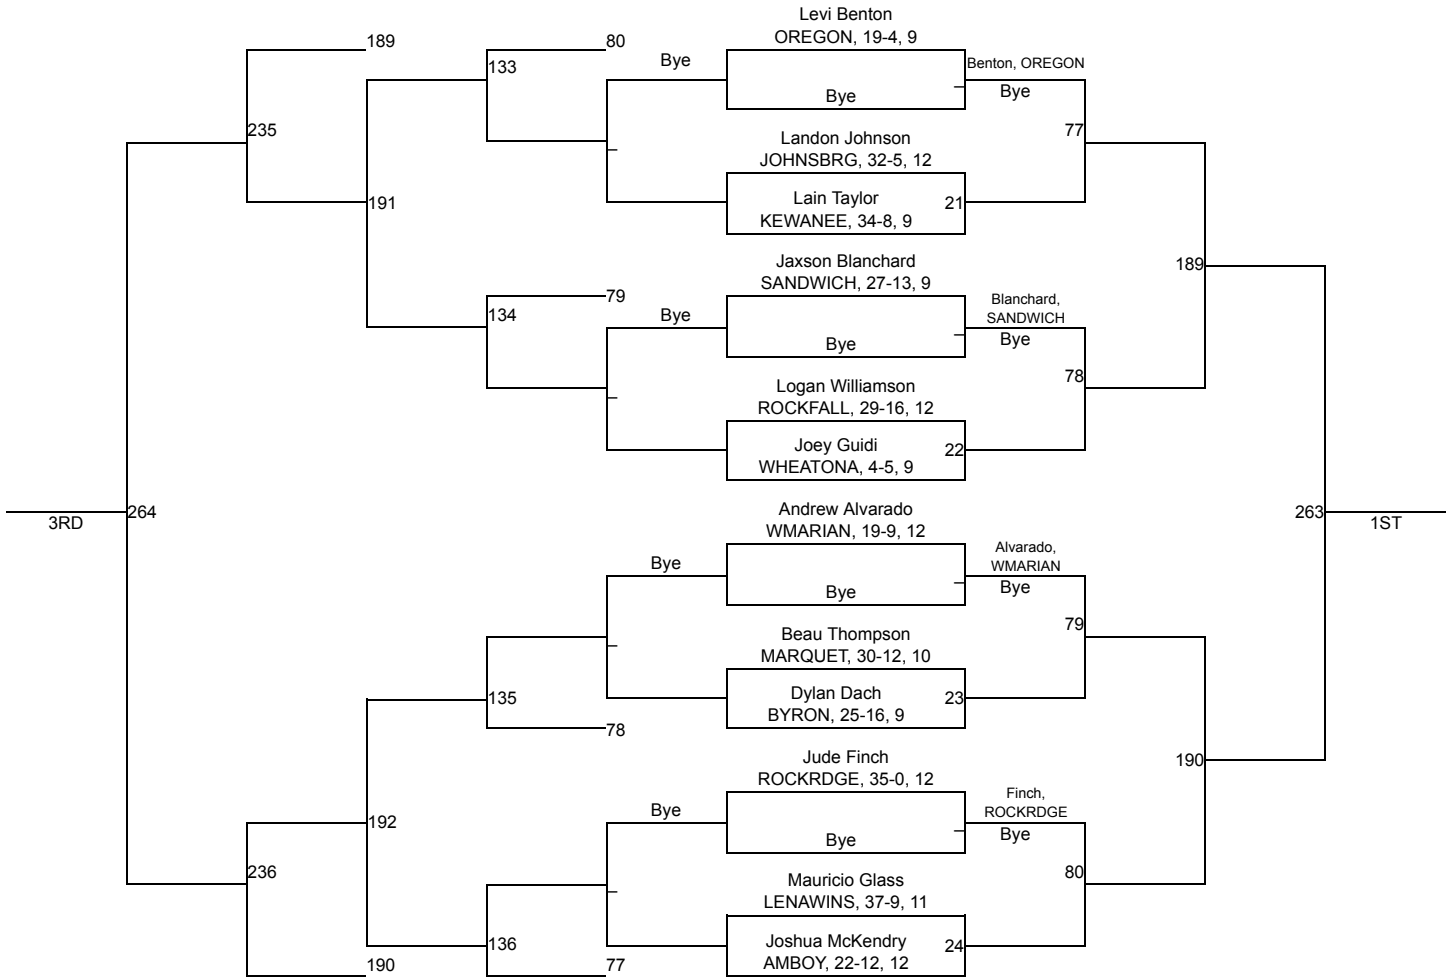 Levi Benton
189
80
OREGON, 19-4, 9
133
Bye
Benton, OREGON
Bye
Bye
235
77
Landon Johnson
JOHNSBRG, 32-5, 12
191
Lain Taylor
21
KEWANEE, 34-8, 9
Jaxson Blanchard
189
SANDWICH, 27-13, 9
79
134
Bye
Blanchard,
SANDWICH
Bye
Bye
78
Logan Williamson
ROCKFALL, 29-16, 12
Joey Guidi
22
WHEATONA, 4-5, 9
264
3RD
Andrew Alvarado
263
1ST
WMARIAN, 19-9, 12
Bye
Alvarado,
WMARIAN
Bye
Bye
79
Beau Thompson
MARQUET, 30-12, 10
135
Dylan Dach
23
BYRON, 25-16, 9
78
Jude Finch
190
ROCKRDGE, 35-0, 12
Bye
Finch,
ROCKRDGE
192
Bye
Bye
236
80
Mauricio Glass
LENAWINS, 37-9, 11
136
Joshua McKendry
24
190
77
AMBOY, 22-12, 12